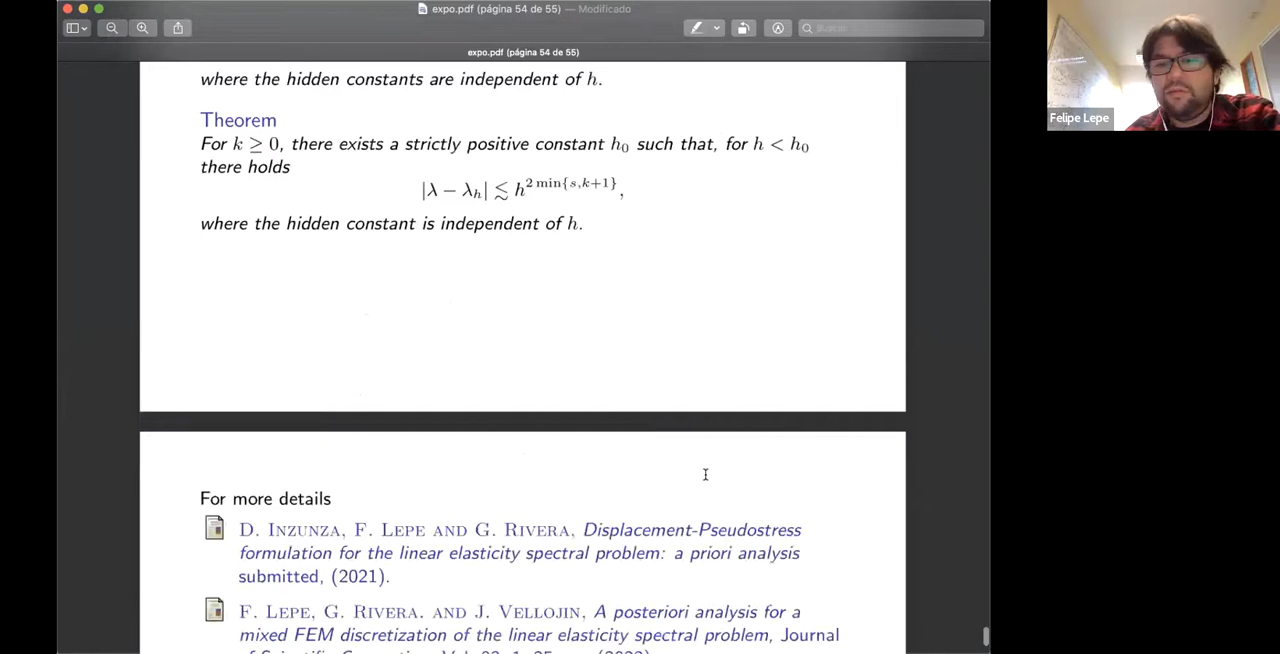 expo.pdf (página 54 de 55) — Modificado
Buscar
expo.pdf (página 54 de 55)
where the hidden constants are independent of h.
Theorem
For k ≥ 0, there exists a strictly positive constant h₀ such that, for h < h₀
there holds
|λ − λₕ| ≲ h^{2 min{s,k+1}},
where the hidden constant is independent of h.
For more details
D. Inzunza, F. Lepe and G. Rivera, Displacement-Pseudostress
formulation for the linear elasticity spectral problem: a priori analysis
submitted, (2021).
F. Lepe, G. Rivera. and J. Vellojin, A posteriori analysis for a
mixed FEM discretization of the linear elasticity spectral problem, Journal
Felipe Lepe